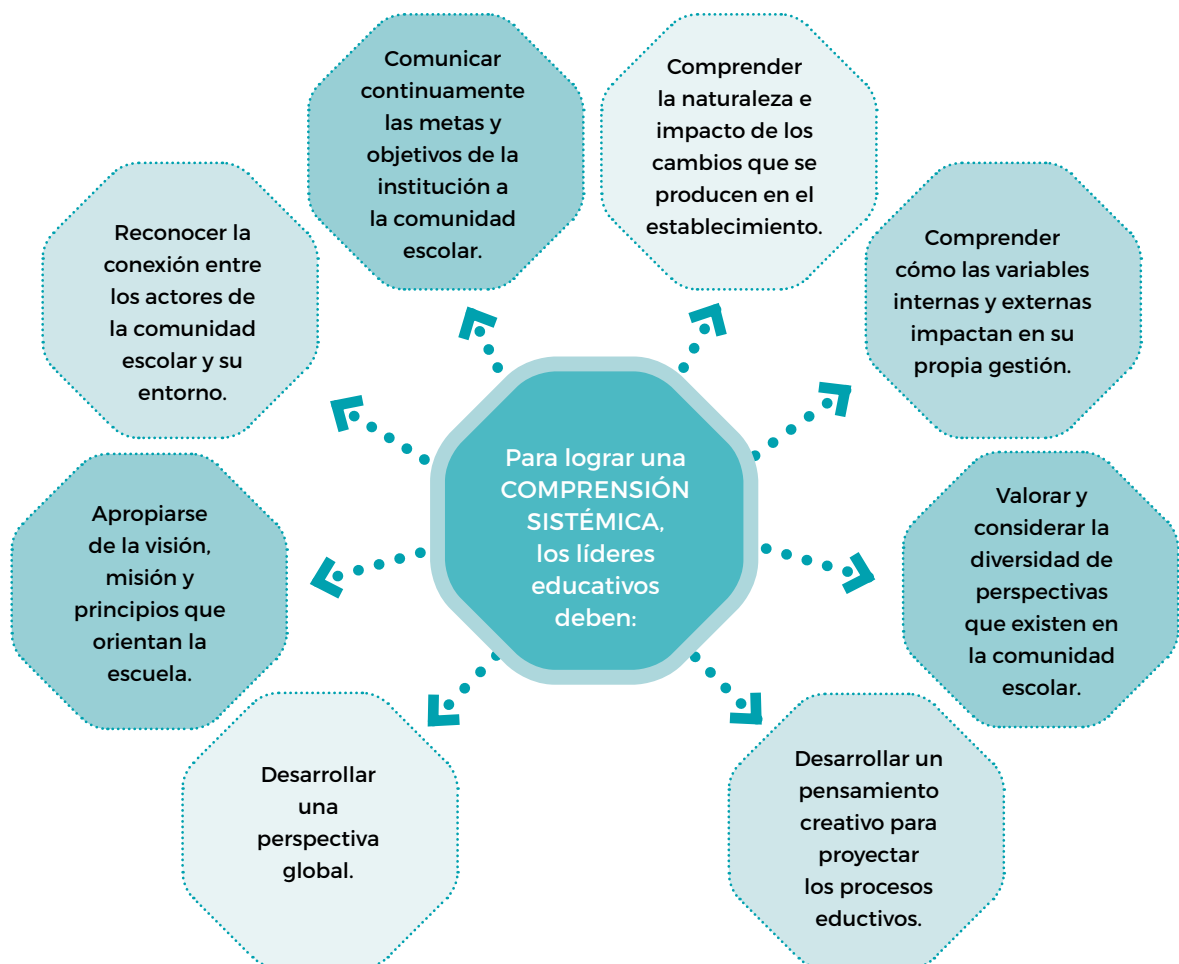 Comunicar
continuamente
las metas y
objetivos de la
institución a
la comunidad
escolar.
Comprender
la naturaleza e
impacto de los
cambios que se
producen en el
establecimiento.
Reconocer la
conexión entre
los actores de
la comunidad
escolar y su
entorno.
Comprender
cómo las variables
internas y externas
impactan en su
propia gestión.
Para lograr una
COMPRENSIÓN
SISTÉMICA,
los líderes
educativos
deben:
Apropiarse
de la visión,
misión y
principios que
orientan la
escuela.
Valorar y
considerar la
diversidad de
perspectivas
que existen en
la comunidad
escolar.
Desarrollar
una
perspectiva
global.
Desarrollar un
pensamiento
creativo para
proyectar
los procesos
eductivos.